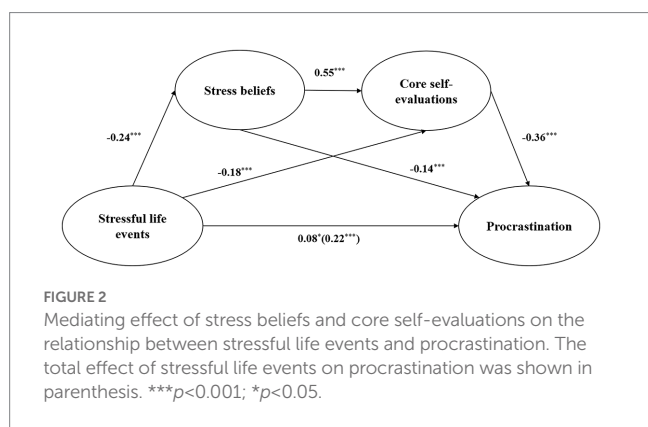 0.55***
Stress beliefs
Core self-
evaluations
-0.24***
-0.36***
-0.18***
-0.14***
Stressful life
events
Procrastination
0.08*(0.22***)
FIGURE 2
Mediating effect of stress beliefs and core self-evaluations on the
relationship between stressful life events and procrastination. The
total effect of stressful life events on procrastination was shown in
parenthesis. ***p<0.001; *p<0.05.